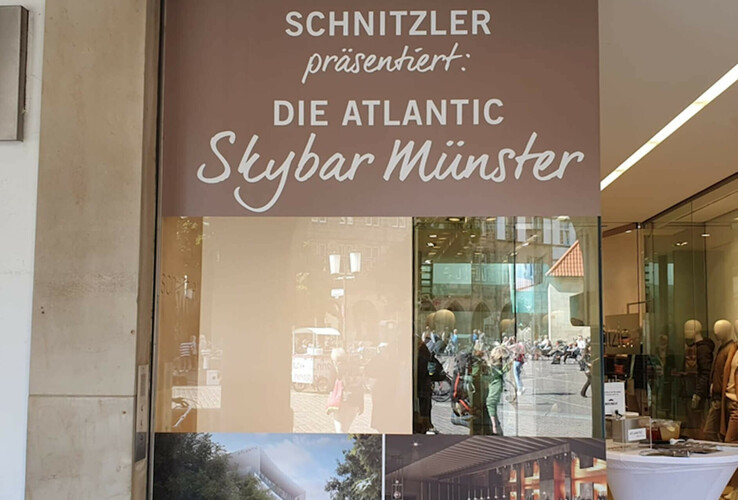 SCHNITZLER
präsentiert:
DIE ATLANTIC
Skybar Münster